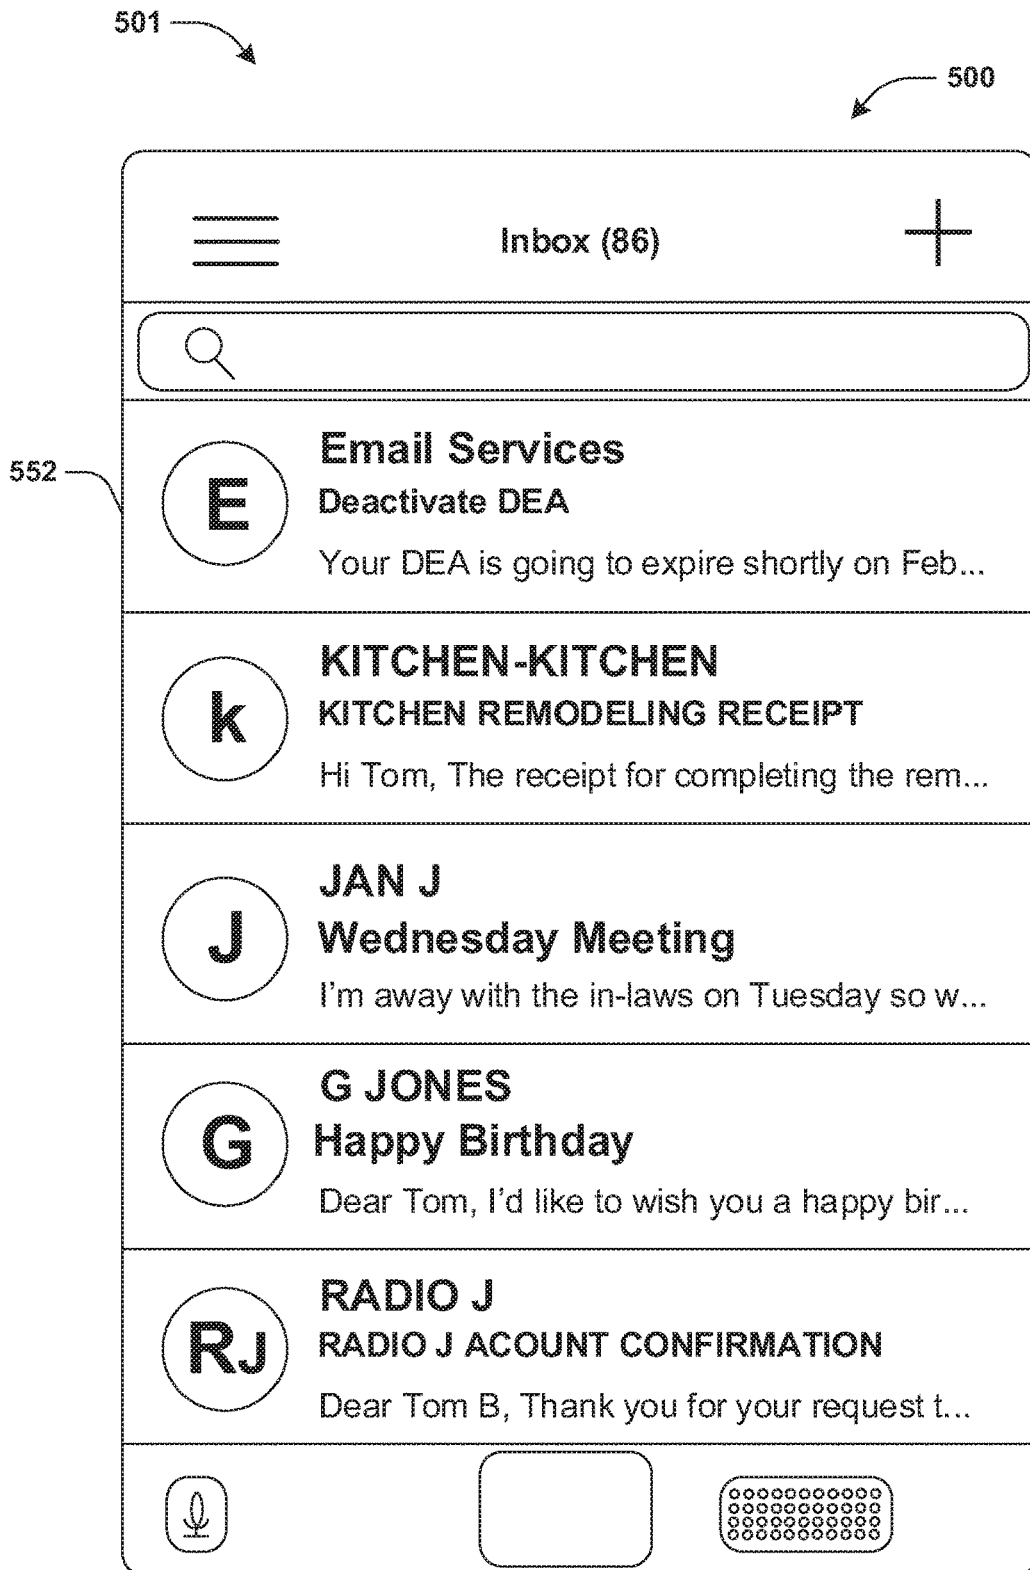 501
500
Inbox (86)
552
E
Email Services
Deactivate DEA
Your DEA is going to expire shortly on Feb...
k
KITCHEN-KITCHEN
KITCHEN REMODELING RECEIPT
Hi Tom, The receipt for completing the rem...
J
JAN J
Wednesday Meeting
I'm away with the in-laws on Tuesday so w...
G
G JONES
Happy Birthday
Dear Tom, I'd like to wish you a happy bir...
RJ
RADIO J
RADIO J ACOUNT CONFIRMATION
Dear Tom B, Thank you for your request t...